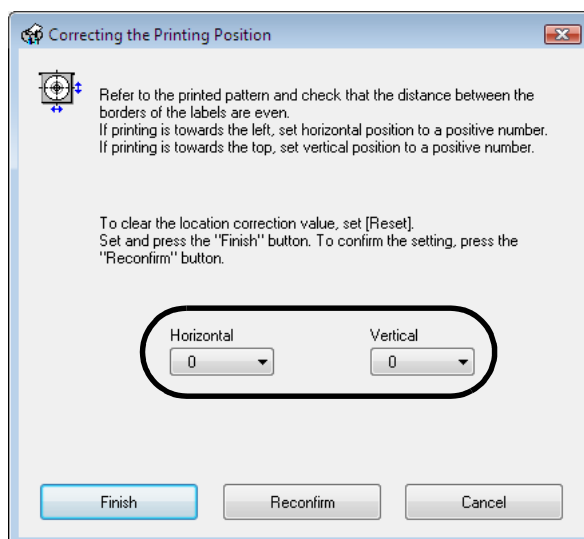 Correcting the Printing Position
Refer to the printed pattern and check that the distance between the
borders of the labels are even.
If printing is towards the left, set horizontal position to a positive number.
If printing is towards the top, set vertical position to a positive number.
To clear the location correction value, set [Reset].
Set and press the "Finish" button. To confirm the setting, press the
"Reconfirm" button.
Horizontal Vertical
0 0
Finish Reconfirm Cancel